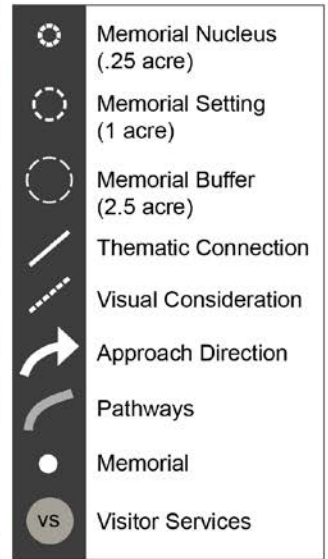 Memorial Nucleus
(.25 acre)
Memorial Setting
(1 acre)
Memorial Buffer
(2.5 acre)
Thematic Connection
Visual Consideration
Approach Direction
Pathways
Memorial
VS Visitor Services